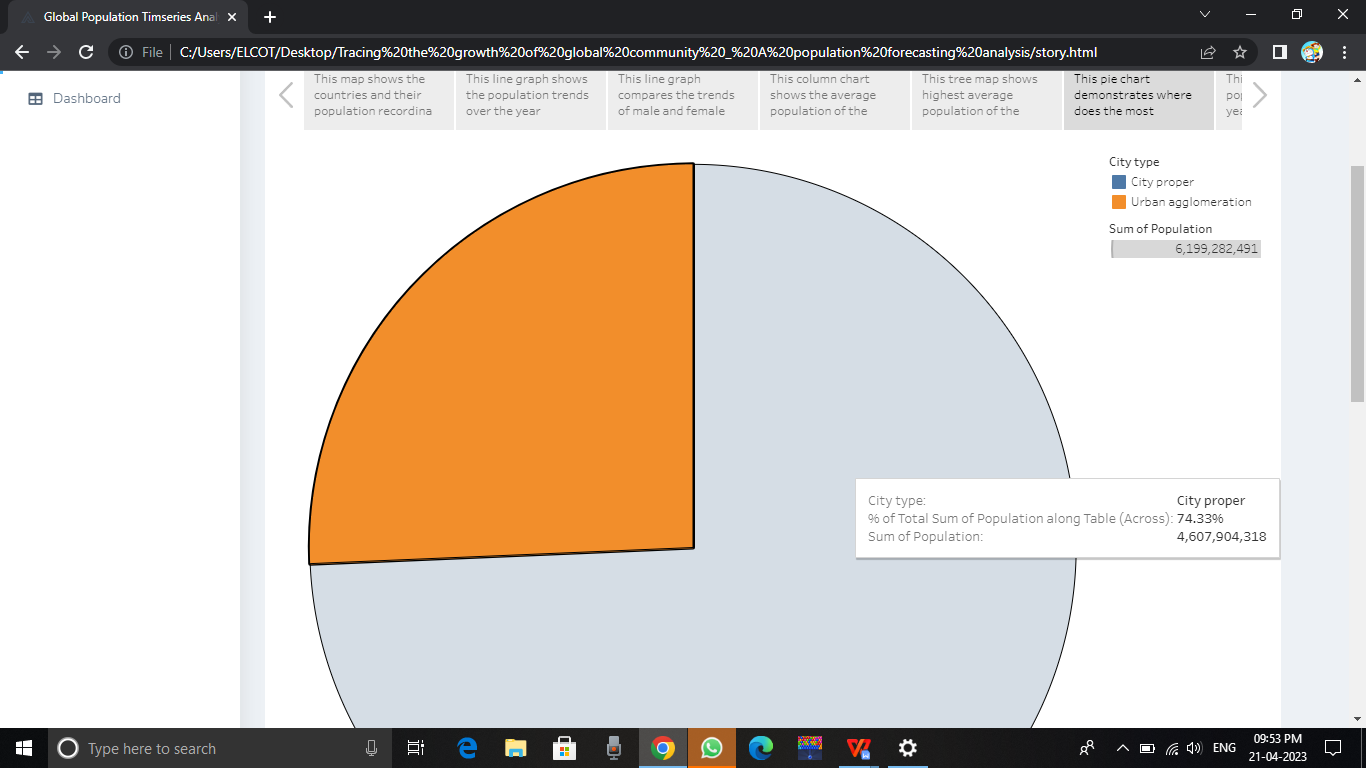 Global Population Timseries Anal
File
C:/Users/ELCOT/Desktop/Tracing%20the%20growth%20of%20global%20community%20_%20A%20population%20forecasting%20analysis/story.html
Dashboard
This map shows the
countries and their
population recordina
This line graph shows
the population trends
over the year
This line graph
compares the trends
of male and female
This column chart
shows the average
population of the
This tree map shows
highest average
population of the
This pie chart
demonstrates where
does the most
City type
City proper
Urban agglomeration
Sum of Population
6,199,282,491
City type: City proper
% of Total Sum of Population along Table (Across): 74.33%
Sum of Population: 4,607,904,318
Type here to search
ENG
09:53 PM
21-04-2023